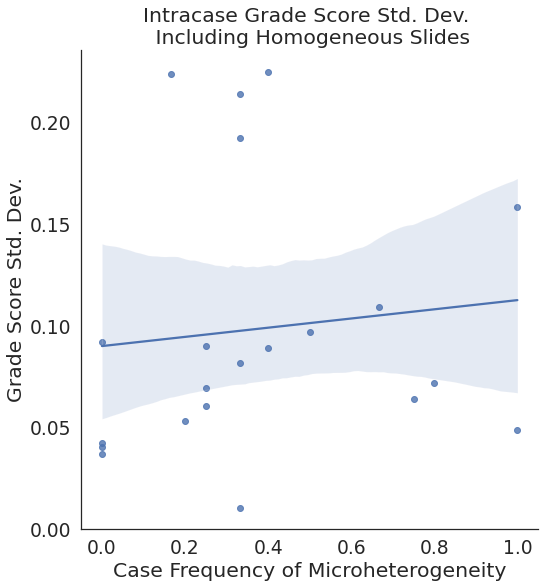 Intracase Grade Score Std. Dev.
Including Homogeneous Slides
Grade Score Std. Dev.
0.20
0.15
0.10
0.05
0.00
0.0 0.2 0.4 0.6 0.8 1.0
Case Frequency of Microheterogeneity